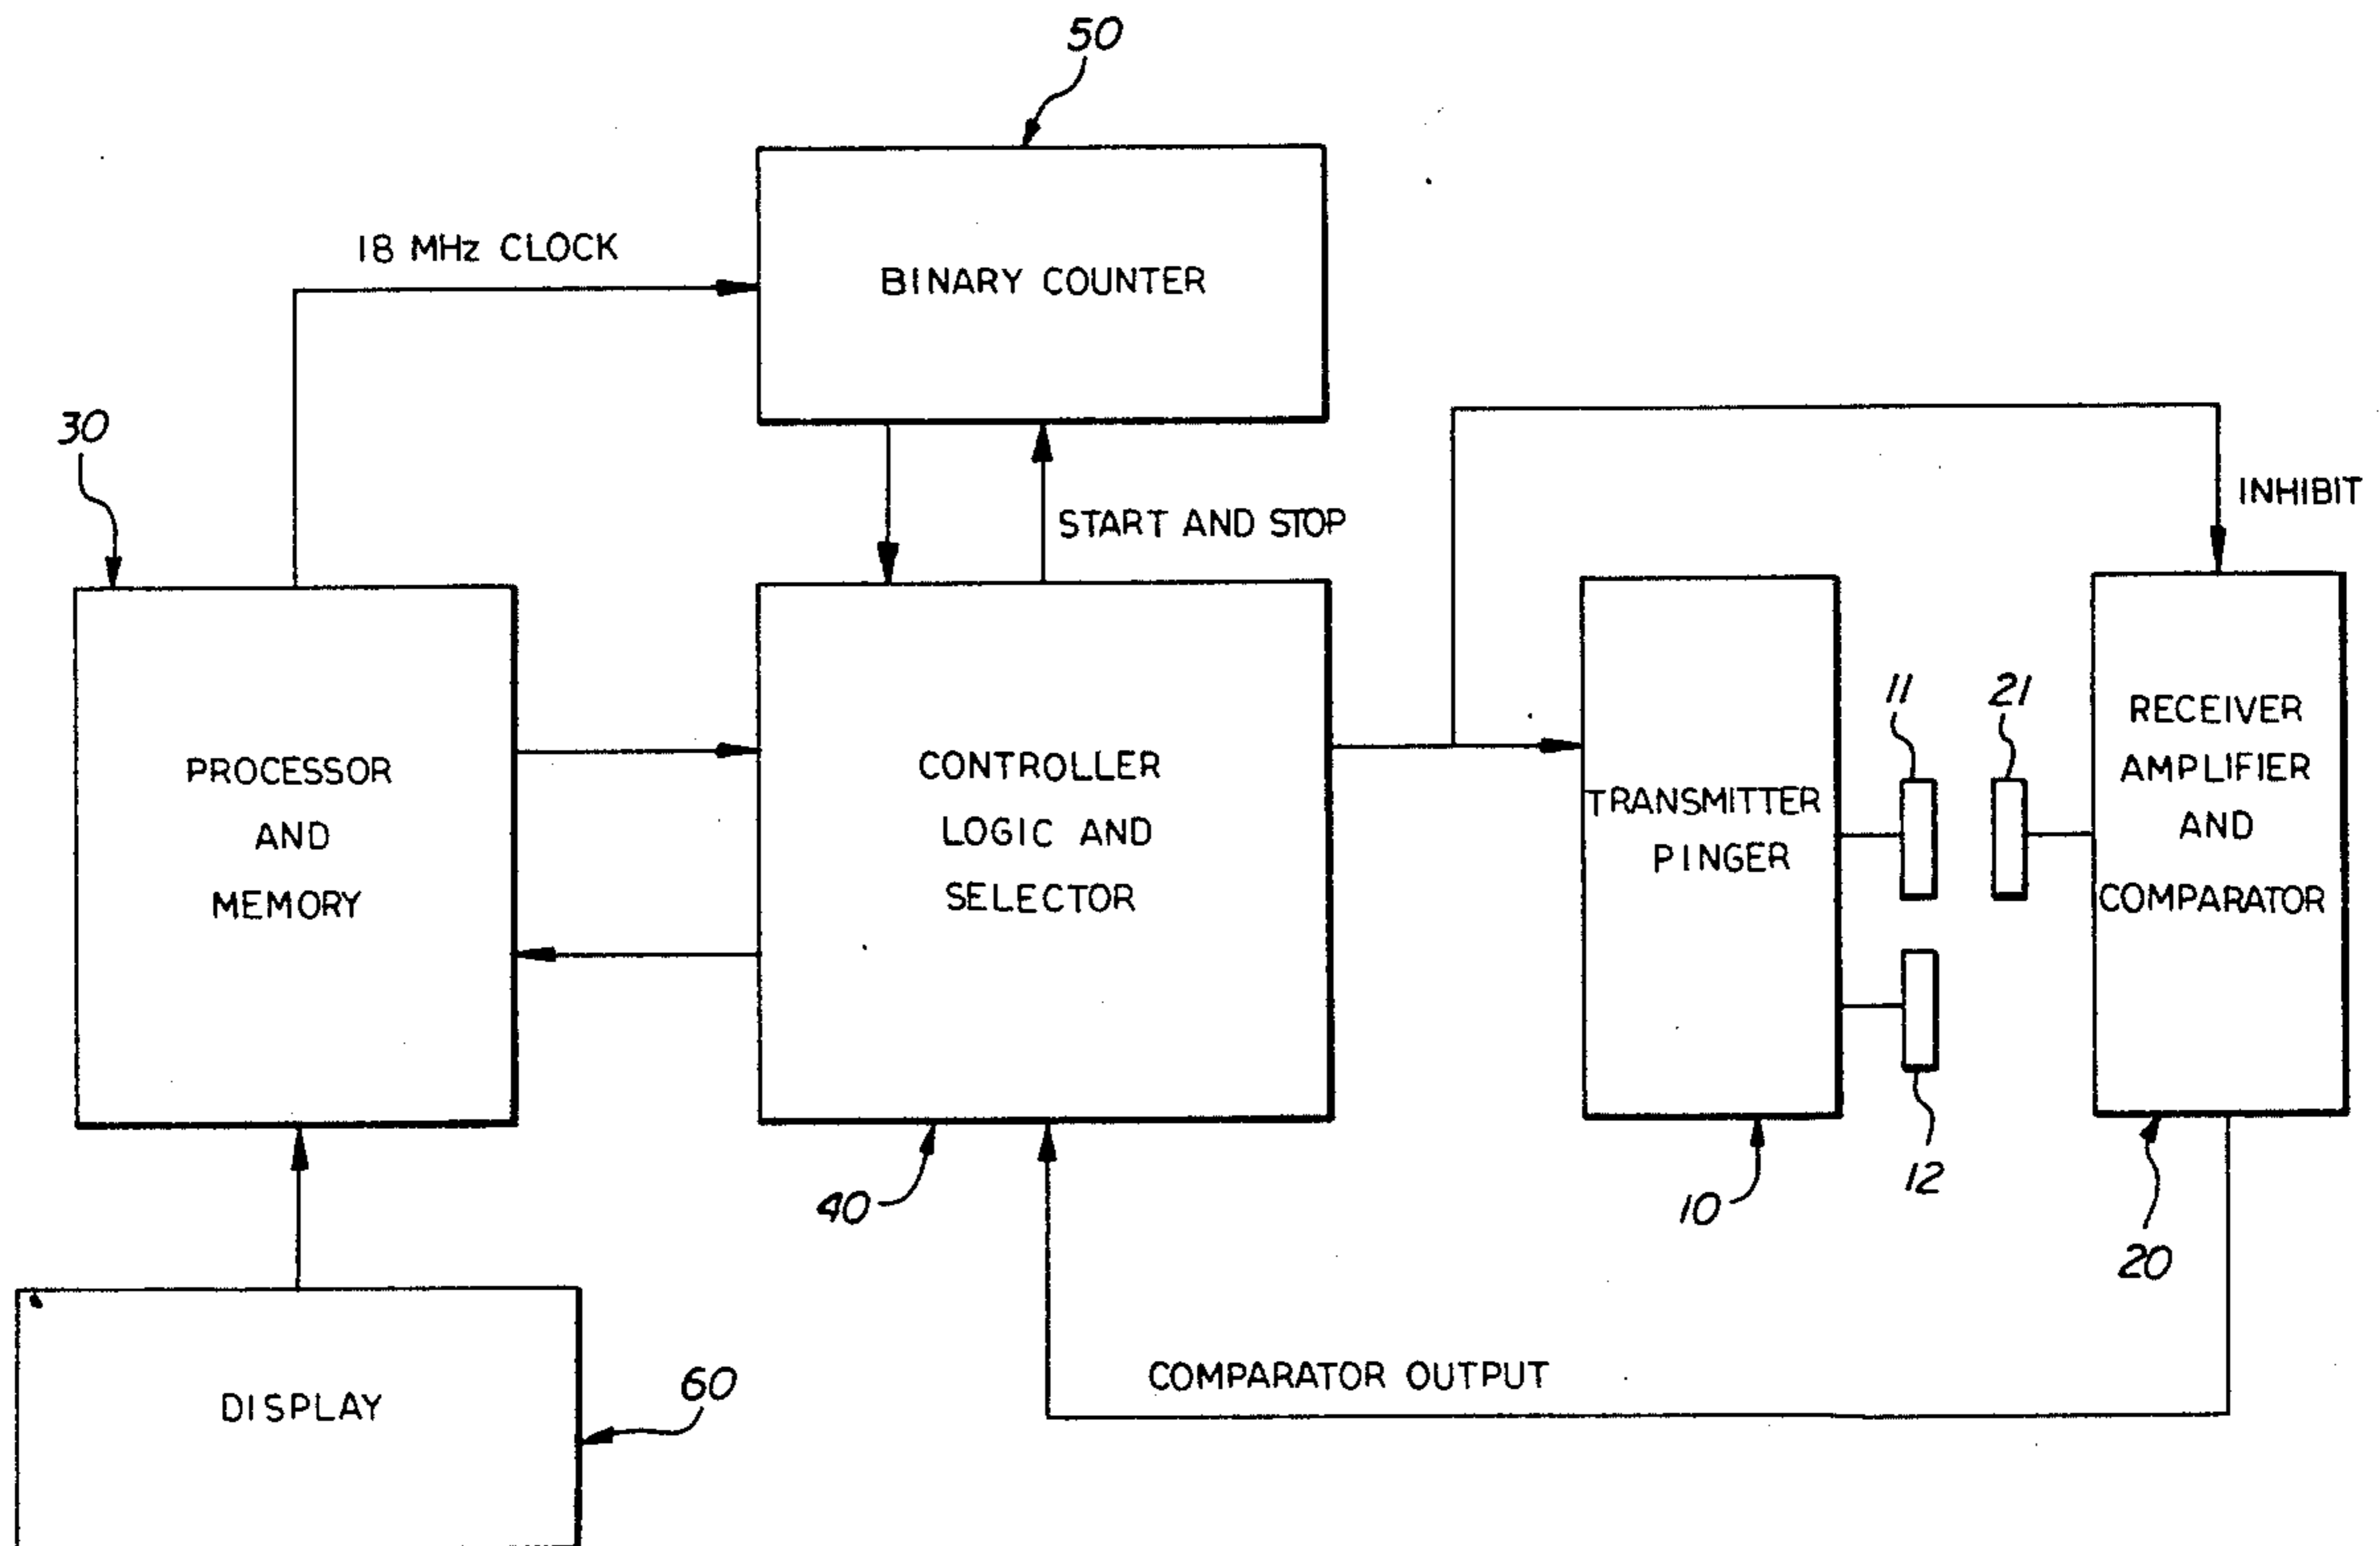 50
18 MHz CLOCK
BINARY COUNTER
30
START AND STOP
INHIBIT
PROCESSOR
AND
MEMORY
CONTROLLER
LOGIC AND
SELECTOR
TRANSMITTER
PINGER
11
21
RECEIVER
AMPLIFIER
AND
COMPARATOR
12
40
10
20
COMPARATOR OUTPUT
DISPLAY
60